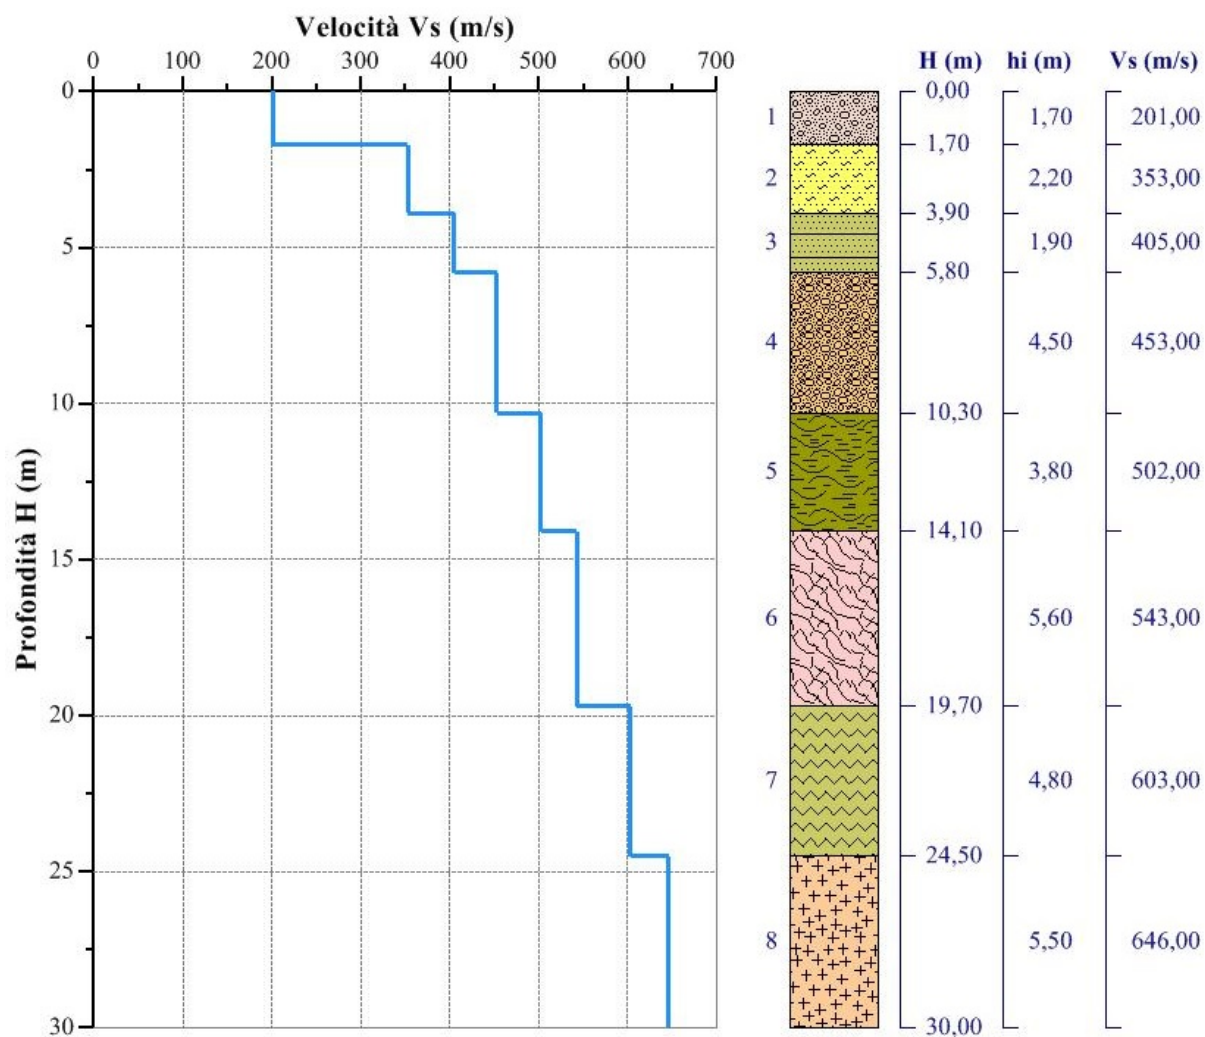 Velocità Vs (m/s)
0 100 200 300 400 500 600 700
H (m) hi (m) Vs (m/s)
0 0,00
1 1,70 201,00
1,70
2 2,20 353,00
3,90
5 3 1,90 405,00
5,80
4 4,50 453,00
10 10,30
5 3,80 502,00
14,10
15
6 5,60 543,00
19,70
20
7 4,80 603,00
24,50
25
8 5,50 646,00
30 30,00
Profondità H (m)